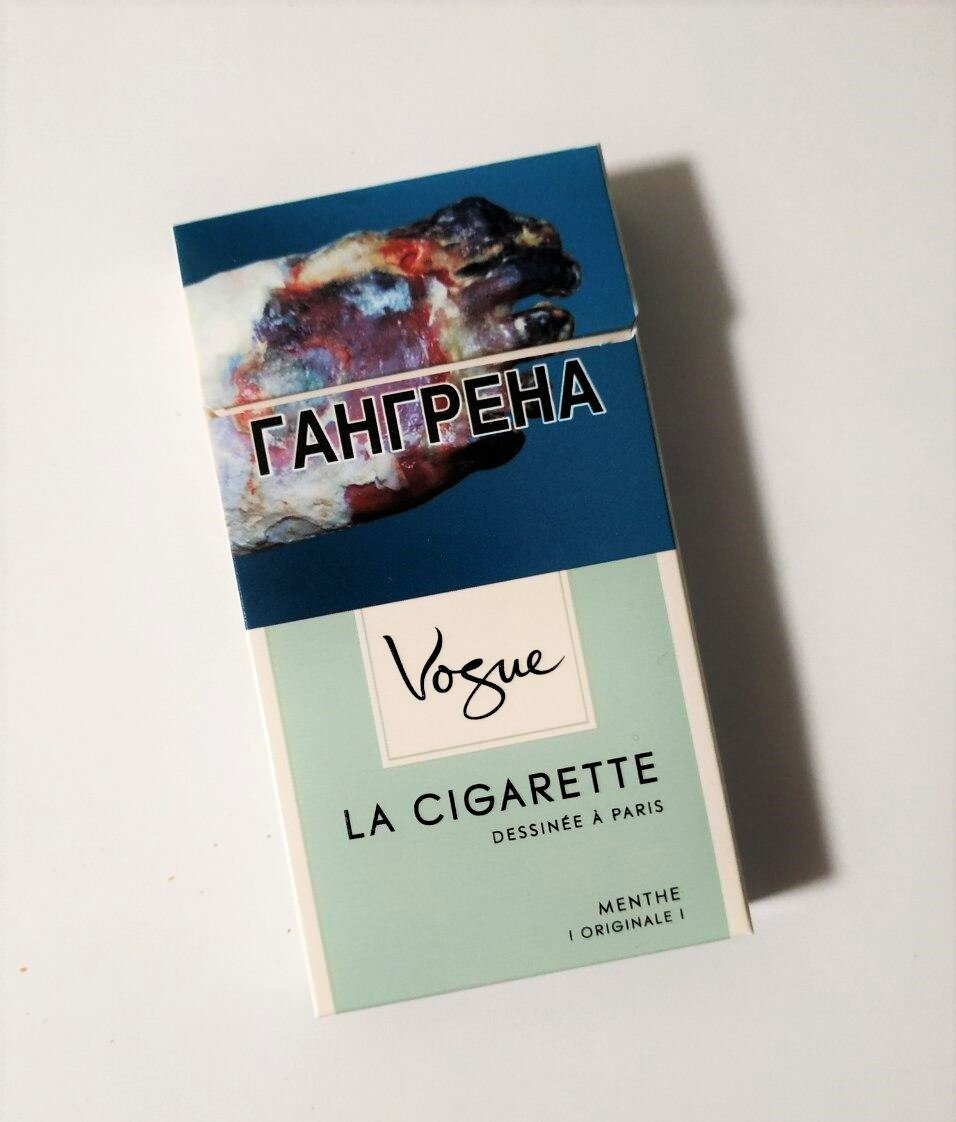 ГАНГРЕНА
Vogue
LA CIGARETTE
DESSINÉE À PARIS
MENTHE
| ORIGINALE |